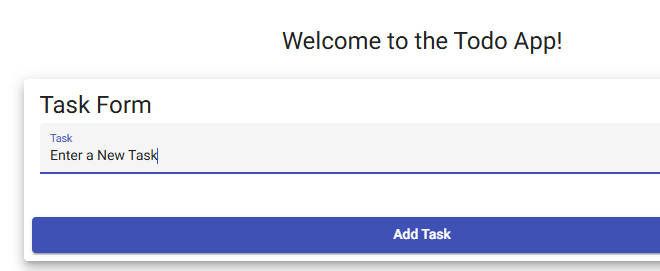 Welcome to the Todo App!
Task Form
Task
Enter a New Task
Add Task